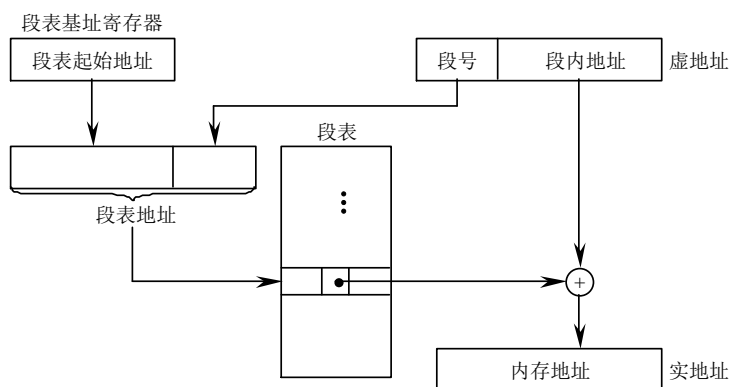 段表基址寄存器
段表起始地址
段号
段内地址
虚地址
段表
段表地址
+
内存地址
实地址